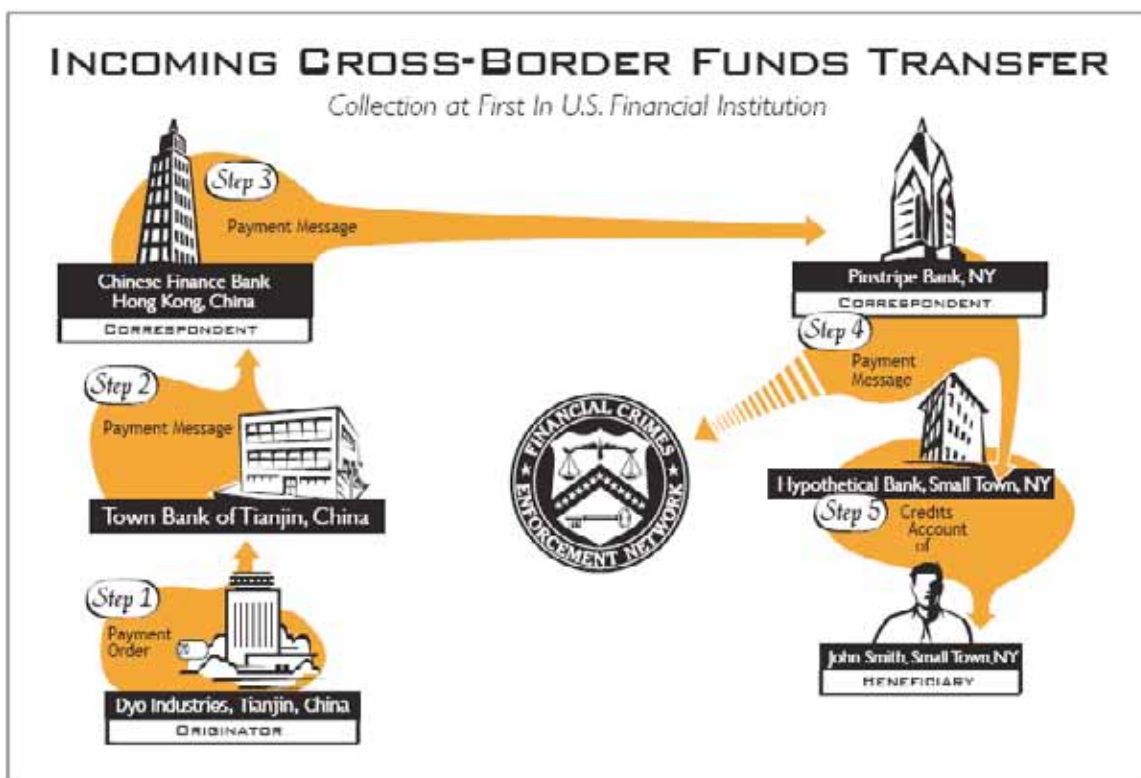 INCOMING CROSS-BORDER FUNDS TRANSFER
Collection at First In U.S. Financial Institution
Step 3
Payment Message
Chinese Finance Bank
Hong Kong, China
CORRESPONDENT
Pinstripe Bank, NY
CORRESPONDENT
Step 4
Payment
Message
Step 2
Payment Message
Town Bank of Tianjin, China
FINANCIAL CRIMES
ENFORCEMENT NETWORK
Hypothetical Bank, Small Town, NY
Step 5
Credits
Account
of
Step 1
Payment
Order
Dyo Industries, Tianjin, China
ORIGINATOR
John Smith, Small Town, NY
BENEFICIARY